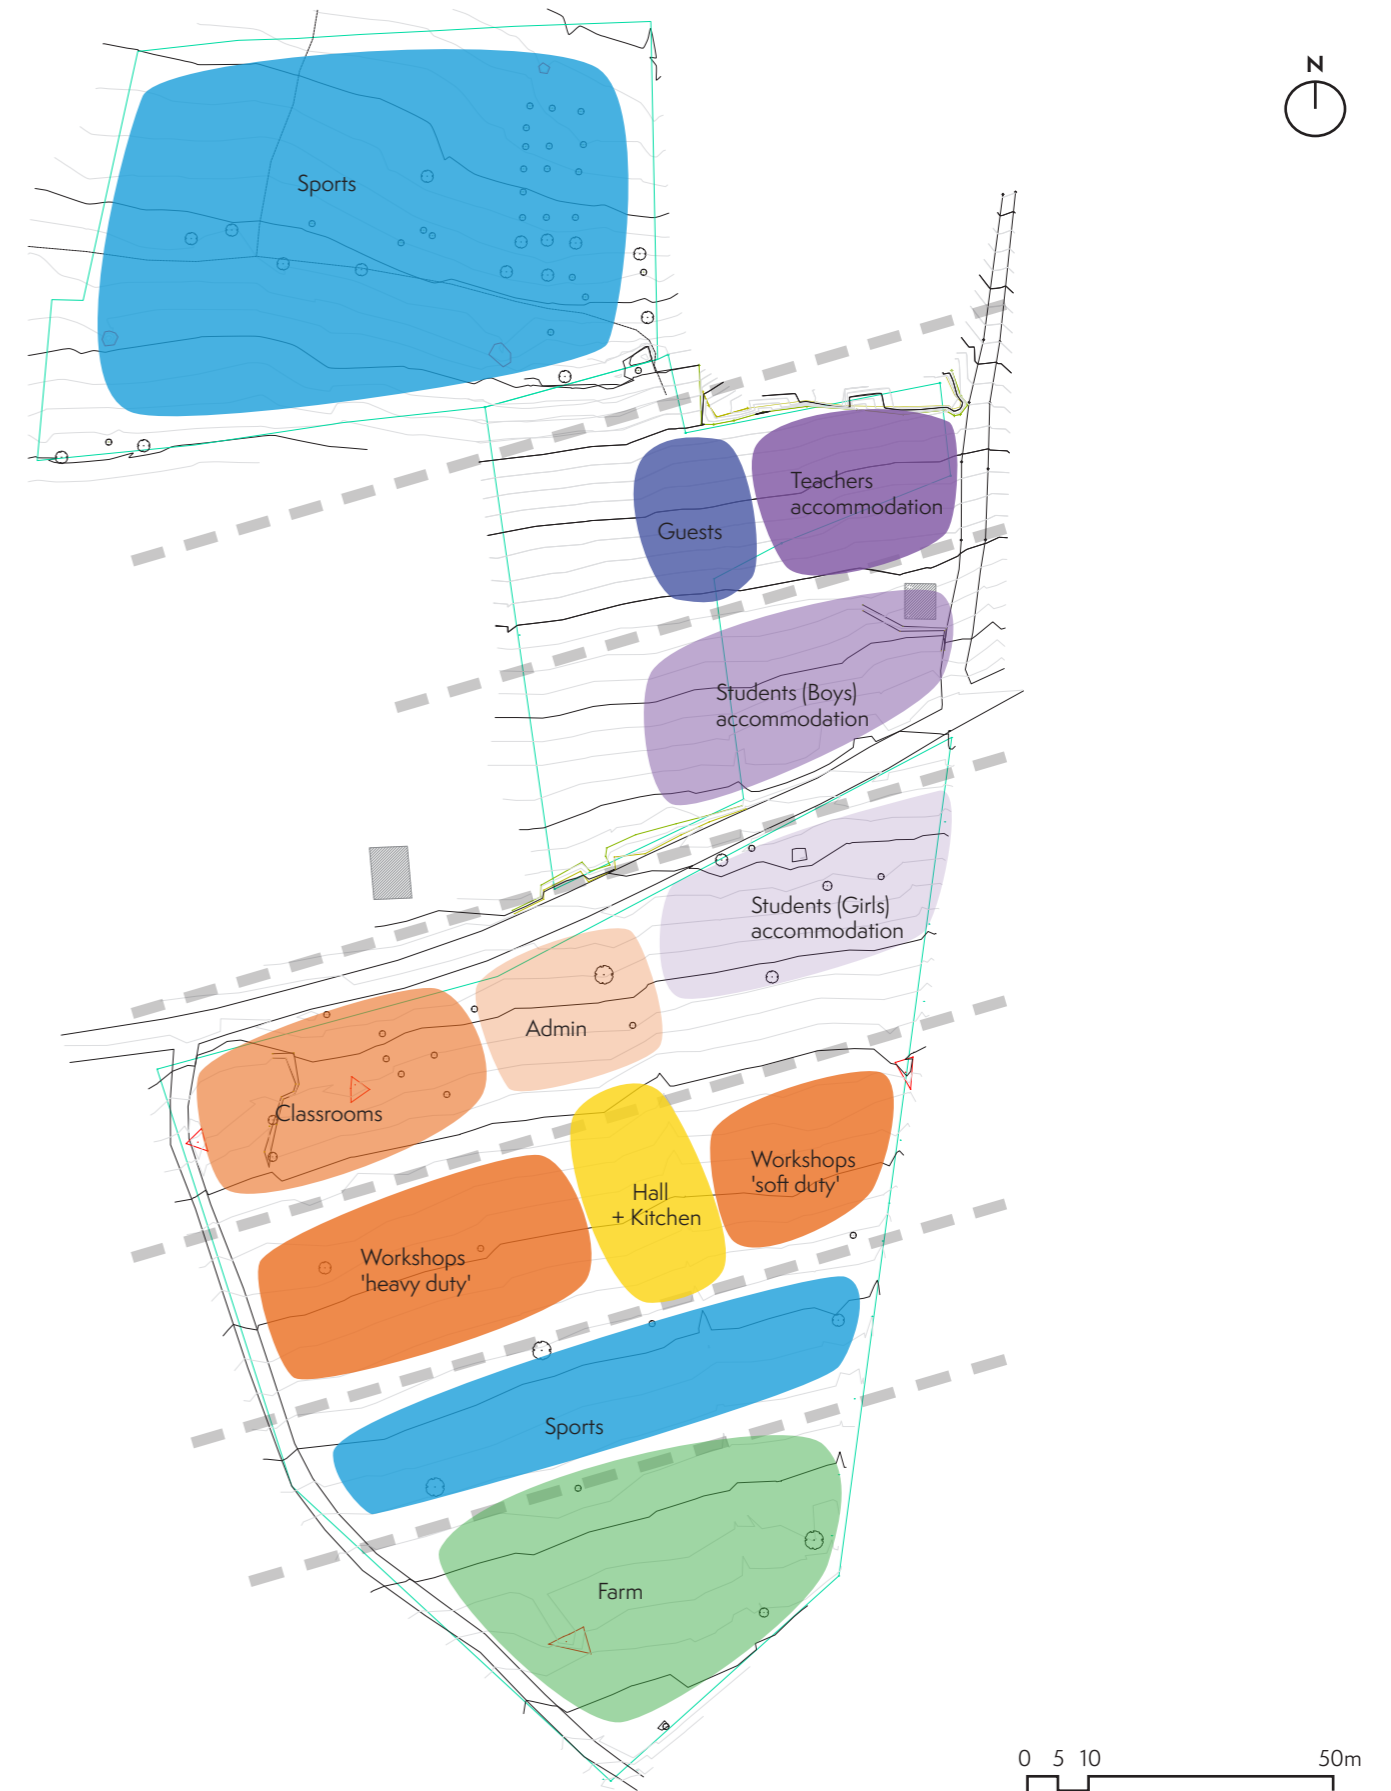 N
Sports
Teachers
accommodation
Guests
Students (Boys)
accommodation
Students (Girls)
accommodation
Admin
Classrooms
Workshops
'soft duty'
Hall
+ Kitchen
Workshops
'heavy duty'
Sports
Farm
0 5 10 50m